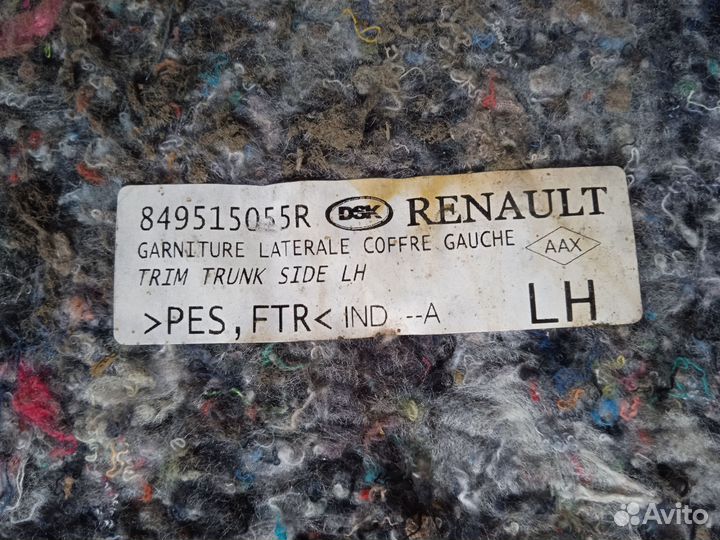 849515055R DSK RENAULT
GARNITURE LATERALE COFFRE GAUCHE AAX
TRIM TRUNK SIDE LH
>PES,FTR< IND --A LH
Avito